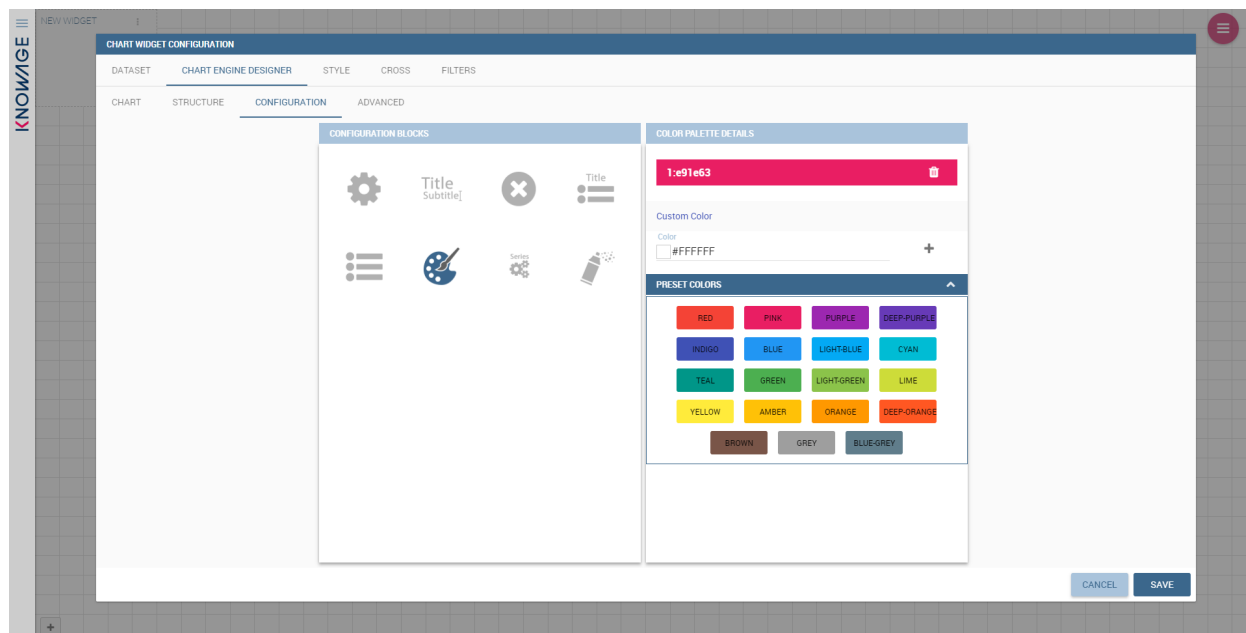 NEW WIDGET
KNOWAGE
CHART WIDGET CONFIGURATION
DATASET CHART ENGINE DESIGNER STYLE CROSS FILTERS
CHART STRUCTURE CONFIGURATION ADVANCED
CONFIGURATION BLOCKS
Title
Subtitle
Title
Series
COLOR PALETTE DETAILS
1:e91e63
Custom Color
Color
#FFFFFF
+
PRESET COLORS
RED PINK PURPLE DEEP-PURPLE
INDIGO BLUE LIGHT-BLUE CYAN
TEAL GREEN LIGHT-GREEN LIME
YELLOW AMBER ORANGE DEEP-ORANGE
BROWN GREY BLUE-GREY
CANCEL SAVE
+